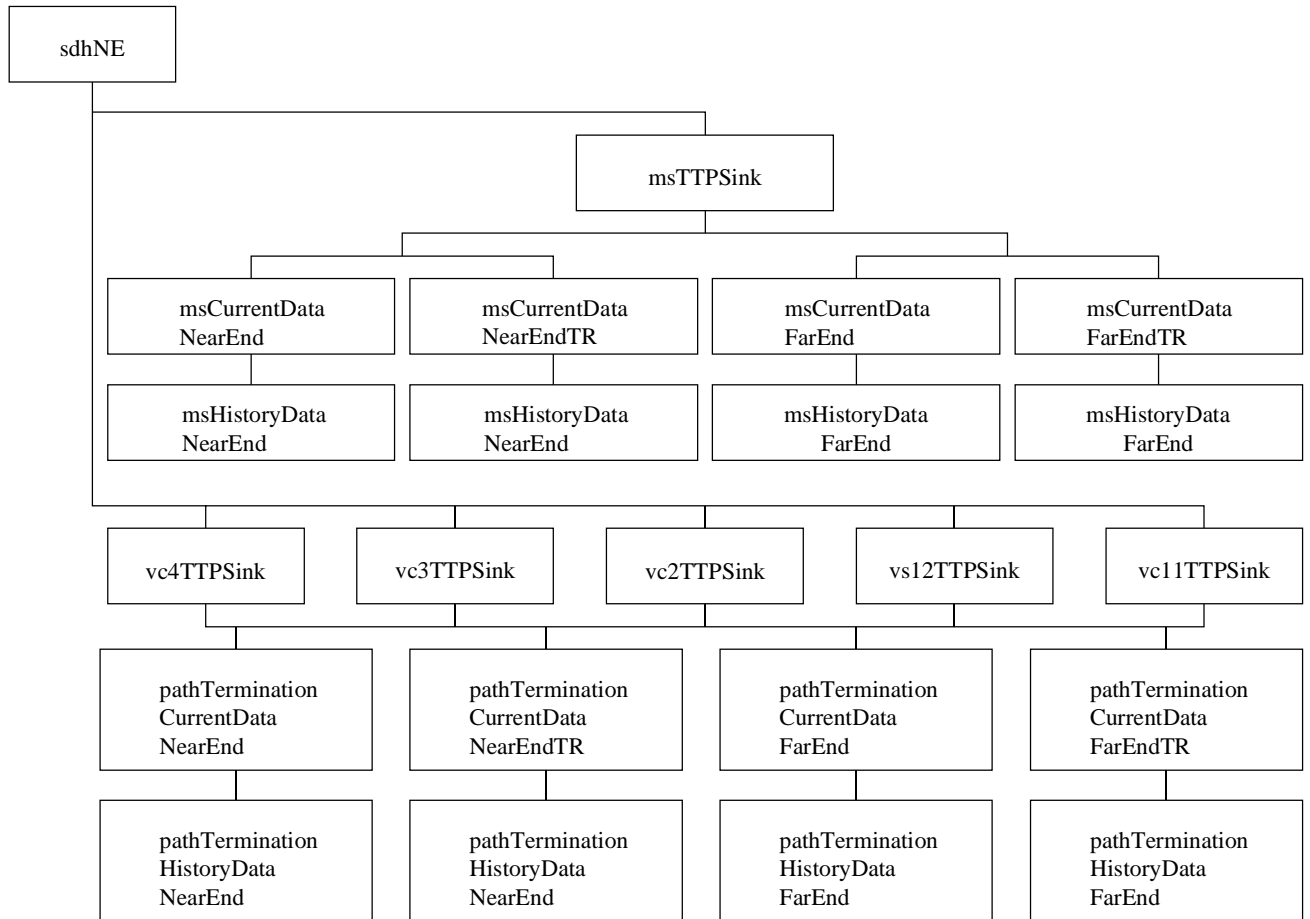 sdhNE
msTTPSink
msCurrentData
NearEnd
msCurrentData
NearEndTR
msCurrentData
FarEnd
msCurrentData
FarEndTR
msHistoryData
NearEnd
msHistoryData
NearEnd
msHistoryData
FarEnd
msHistoryData
FarEnd
vc4TTPSink
vc3TTPSink
vc2TTPSink
vs12TTPSink
vc11TTPSink
pathTermination
CurrentData
NearEnd
pathTermination
CurrentData
NearEndTR
pathTermination
CurrentData
FarEnd
pathTermination
CurrentData
FarEndTR
pathTermination
HistoryData
NearEnd
pathTermination
HistoryData
NearEnd
pathTermination
HistoryData
FarEnd
pathTermination
HistoryData
FarEnd